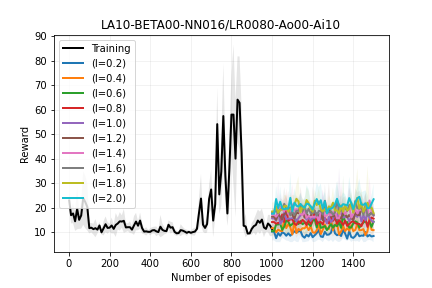 LA10-BETA00-NN016/LR0080-Ao00-Ai10
Reward
90
80
70
60
50
40
30
20
10
Training
(l=0.2)
(l=0.4)
(l=0.6)
(l=0.8)
(l=1.0)
(l=1.2)
(l=1.4)
(l=1.6)
(l=1.8)
(l=2.0)
0 200 400 600 800 1000 1200 1400
Number of episodes